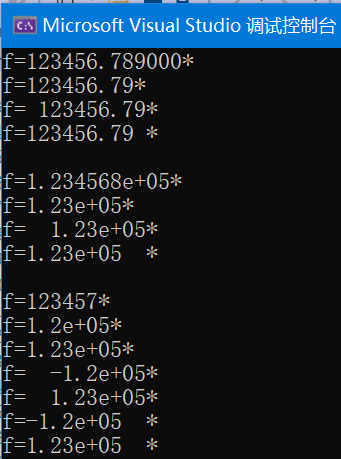 Microsoft Visual Studio 调试控制台
f=123456.789000*
f=123456.79*
f= 123456.79*
f=123456.79 *

f=1.234568e+05*
f=1.23e+05*
f=  1.23e+05*
f=1.23e+05  *

f=123457*
f=1.2e+05*
f=1.23e+05*
f=  -1.2e+05*
f=  1.23e+05*
f=-1.2e+05  *
f=1.23e+05  *